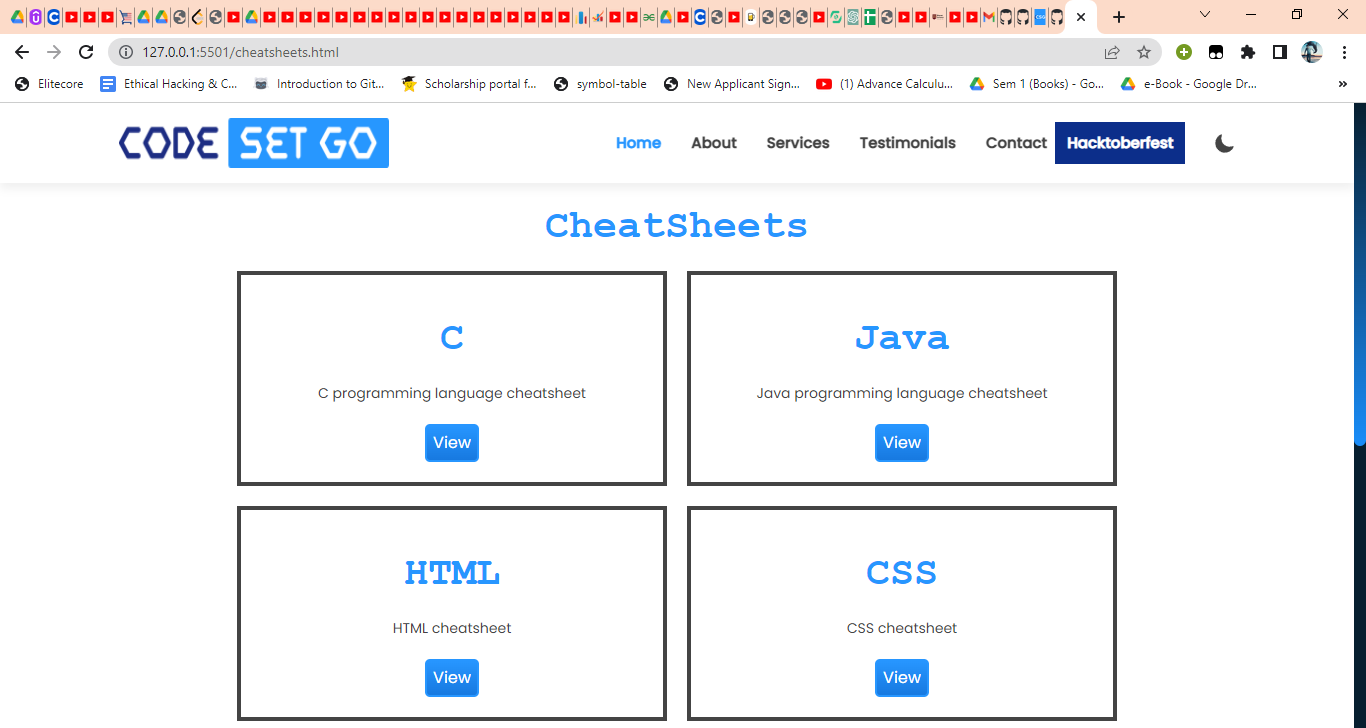 127.0.0.1:5501/cheatsheets.html
Elitecore Ethical Hacking & C... Introduction to Git... Scholarship portal f... symbol-table New Applicant Sign... (1) Advance Calculu... Sem 1 (Books) - Go... e-Book - Google Dr... »
CODE SET GO Home About Services Testimonials Contact Hacktoberfest
CheatSheets
C
C programming language cheatsheet
View
Java
Java programming language cheatsheet
View
HTML
HTML cheatsheet
View
CSS
CSS cheatsheet
View